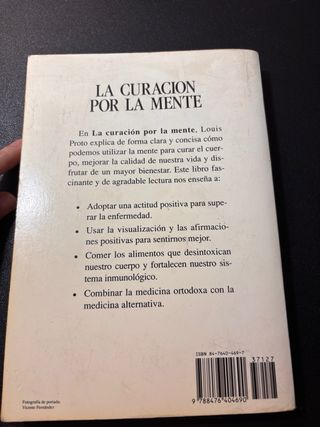 LA CURACION
POR LA MENTE
En La curación por la mente, Louis
Proto explica de forma clara y concisa cómo
podemos utilizar la mente para curar el cuer-
po, mejorar la calidad de nuestra vida y dis-
frutar de un mayor bienestar. Este libro fas-
cinante y de agradable lectura nos enseña a:
• Adoptar una actitud positiva para supe-
rar la enfermedad.
• Usar la visualización y las afirmacio-
nes positivas para sentirnos mejor.
• Comer los alimentos que desintoxican
nuestro cuerpo y fortalecen nuestro sis-
tema inmunológico.
• Combinar la medicina ortodoxa con la
medicina alternativa.
ISBN 84-7640-469-7
37127
9 788476 404690
Fotografía de portada:
Vicente Fernández